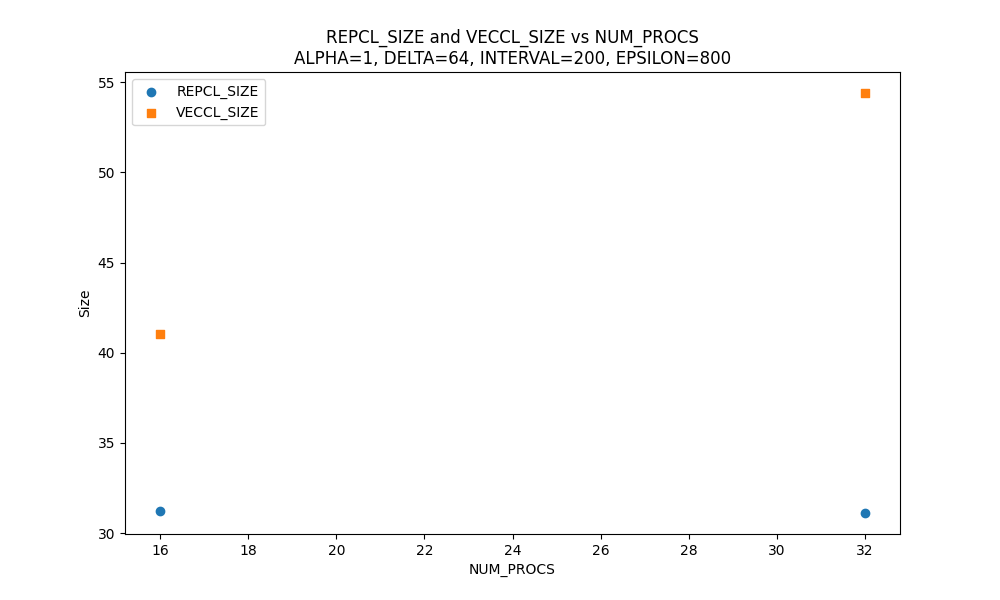 REPCL_SIZE and VECCL_SIZE vs NUM_PROCS
ALPHA=1, DELTA=64, INTERVAL=200, EPSILON=800
REPCL_SIZE
VECCL_SIZE
Size
55
50
45
40
35
30
16 18 20 22 24 26 28 30 32
NUM_PROCS